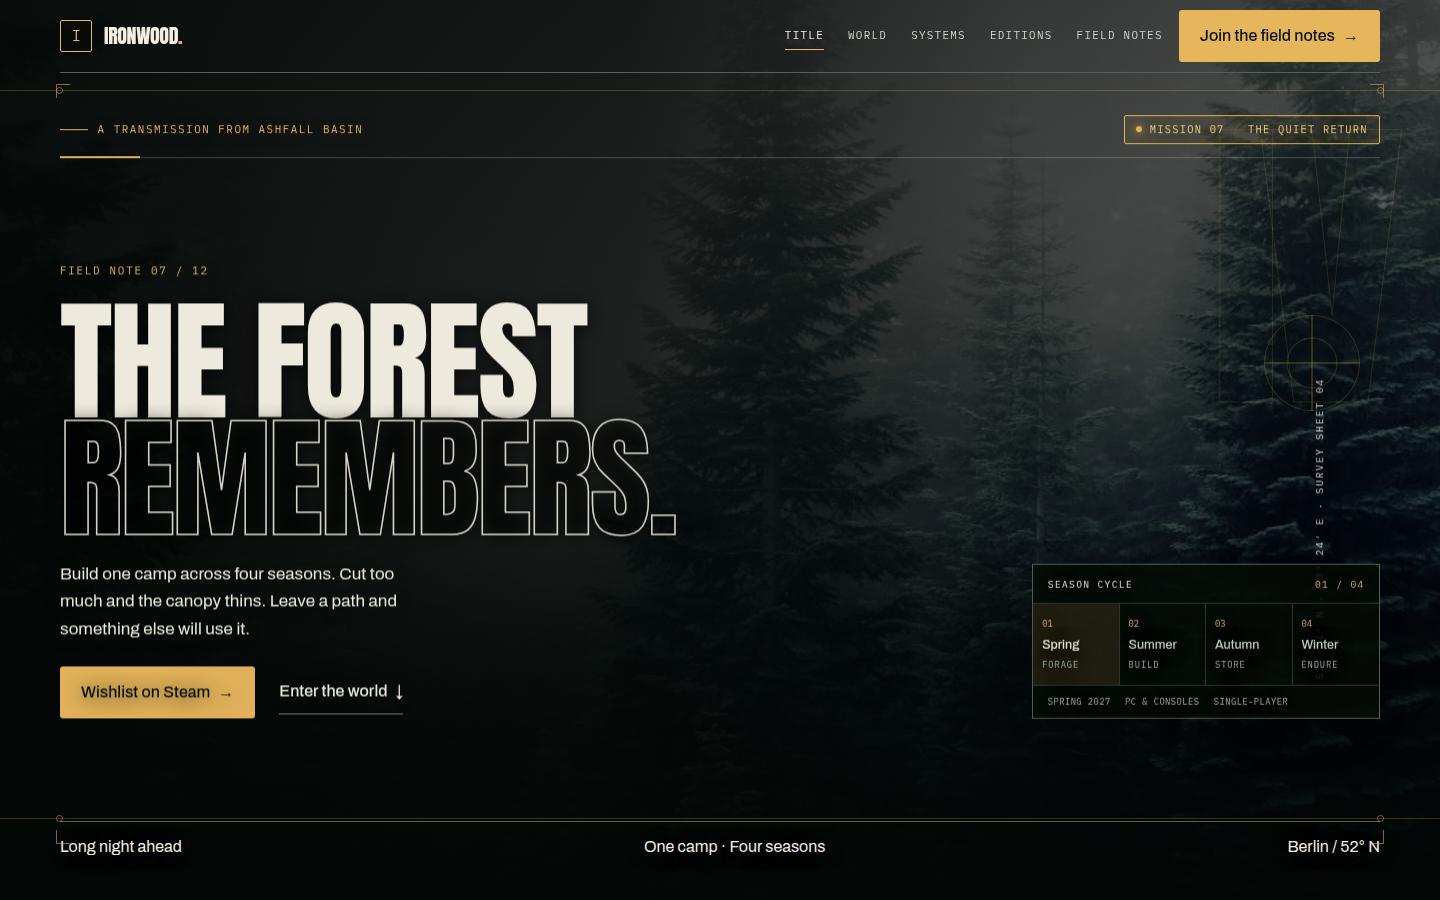 I
IRONWOOD.
TITLE
WORLD
SYSTEMS
EDITIONS
FIELD NOTES
Join the field notes →
A TRANSMISSION FROM ASHFALL BASIN
MISSION 07 THE QUIET RETURN
FIELD NOTE 07 / 12
THE FOREST
REMEMBERS.
Build one camp across four seasons. Cut too
much and the canopy thins. Leave a path and
something else will use it.
Wishlist on Steam →
Enter the world ↓
24′ E · SURVEY SHEET 04
SEASON CYCLE
01 / 04
01
Spring
FORAGE
02
Summer
BUILD
03
Autumn
STORE
04
Winter
ENDURE
SPRING 2027 PC & CONSOLES SINGLE-PLAYER
Long night ahead
One camp · Four seasons
Berlin / 52° N